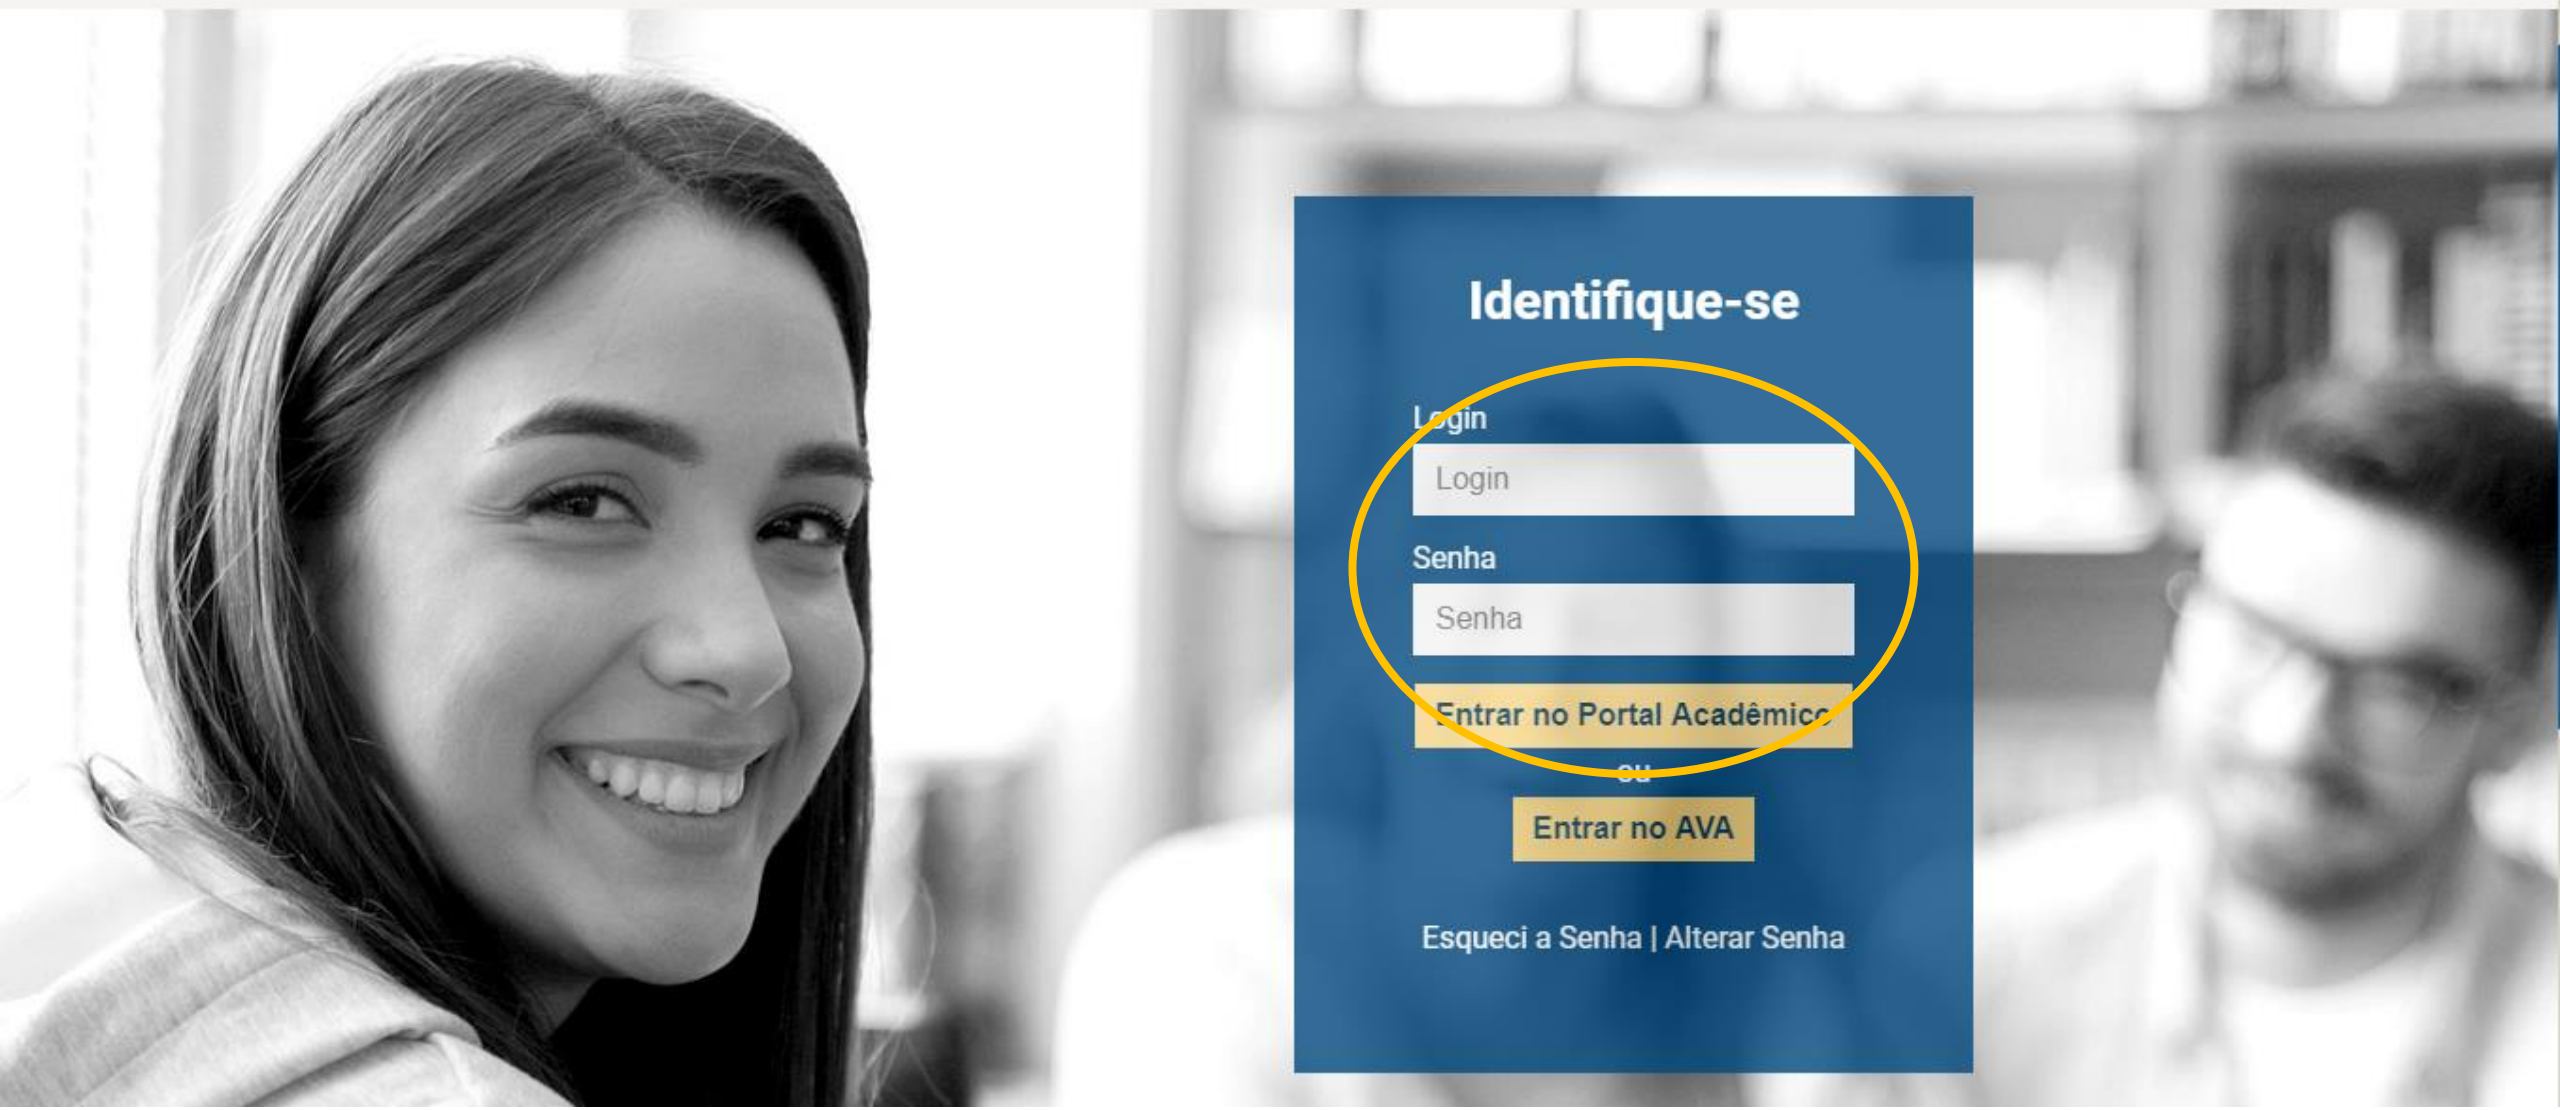 Identifique-se
Login
Login
Senha
Senha
Entrar no Portal Acadêmico
ou
Entrar no AVA
Esqueci a Senha | Alterar Senha